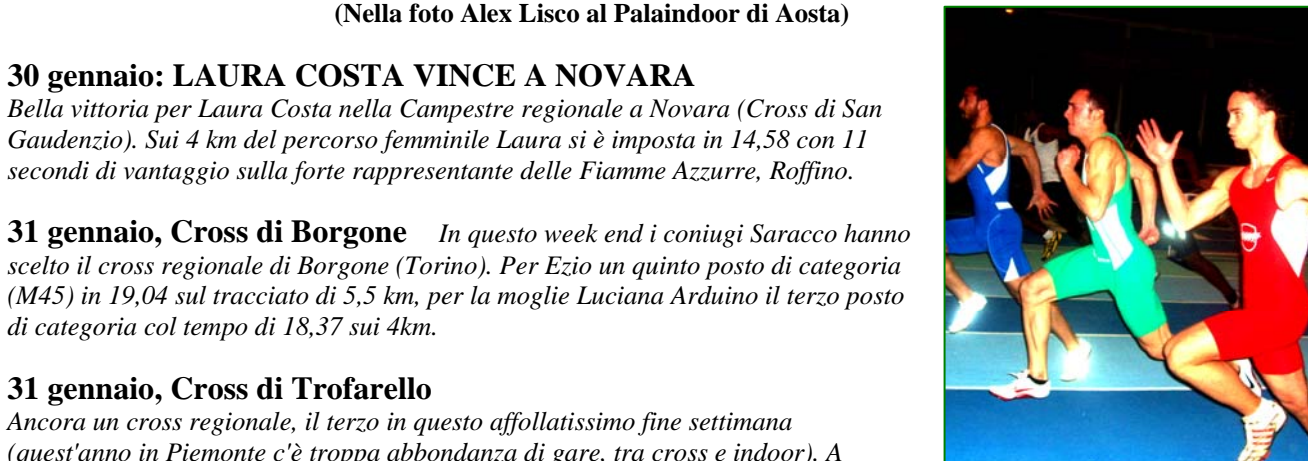 (Nella foto Alex Lisco al Palaindoor di Aosta)
30 gennaio: LAURA COSTA VINCE A NOVARA
Bella vittoria per Laura Costa nella Campestre regionale a Novara (Cross di San
Gaudenzio). Sui 4 km del percorso femminile Laura si è imposta in 14,58 con 11
secondi di vantaggio sulla forte rappresentante delle Fiamme Azzurre, Roffino.
31 gennaio, Cross di Borgone In questo week end i coniugi Saracco hanno
scelto il cross regionale di Borgone (Torino). Per Ezio un quinto posto di categoria
(M45) in 19,04 sul tracciato di 5,5 km, per la moglie Luciana Arduino il terzo posto
di categoria col tempo di 18,37 sui 4km.
31 gennaio, Cross di Trofarello
Ancora un cross regionale, il terzo in questo affollatissimo fine settimana
(quest'anno in Piemonte c'è troppa abbondanza di gare, tra cross e indoor). A